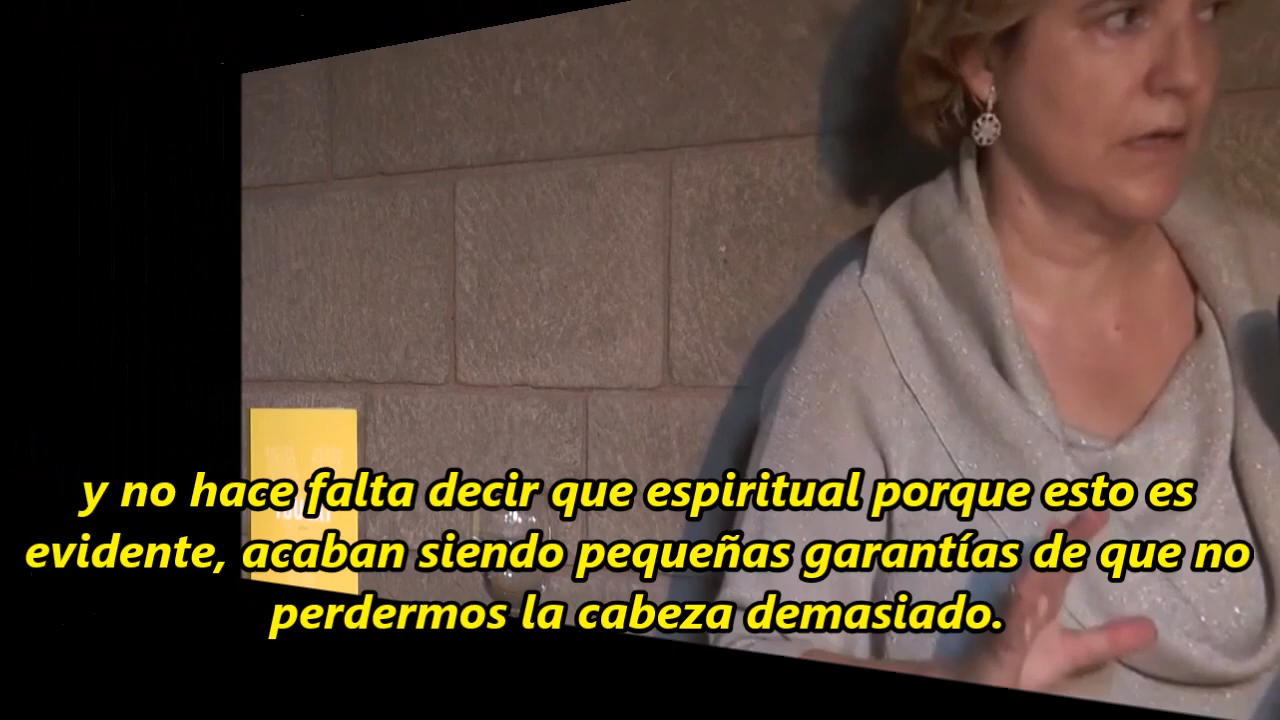 y no hace falta decir que espiritual porque esto es
evidente, acaban siendo pequeñas garantías de que no
perdermos la cabeza demasiado.